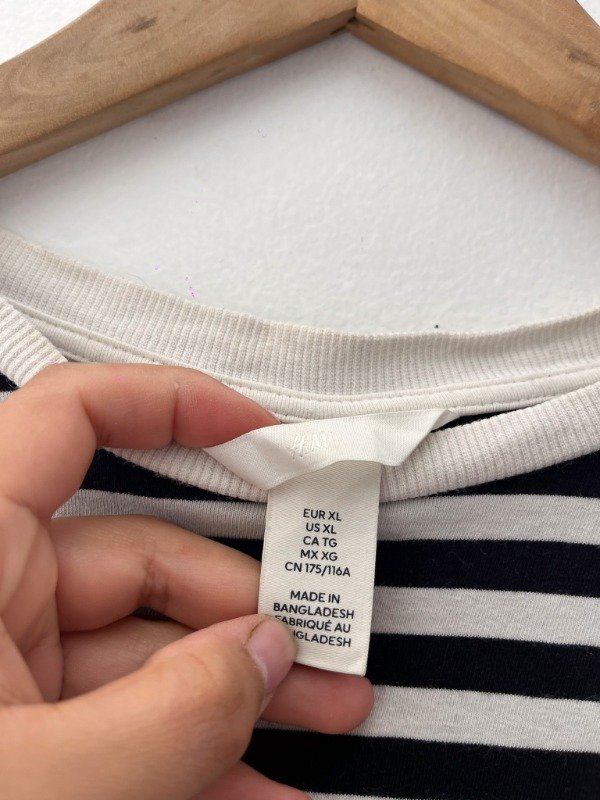 H&M
EUR XL
US XL
CA TG
MX XG
CN 175/116A
MADE IN
BANGLADESH
FABRIQUÉ AU
BANGLADESH